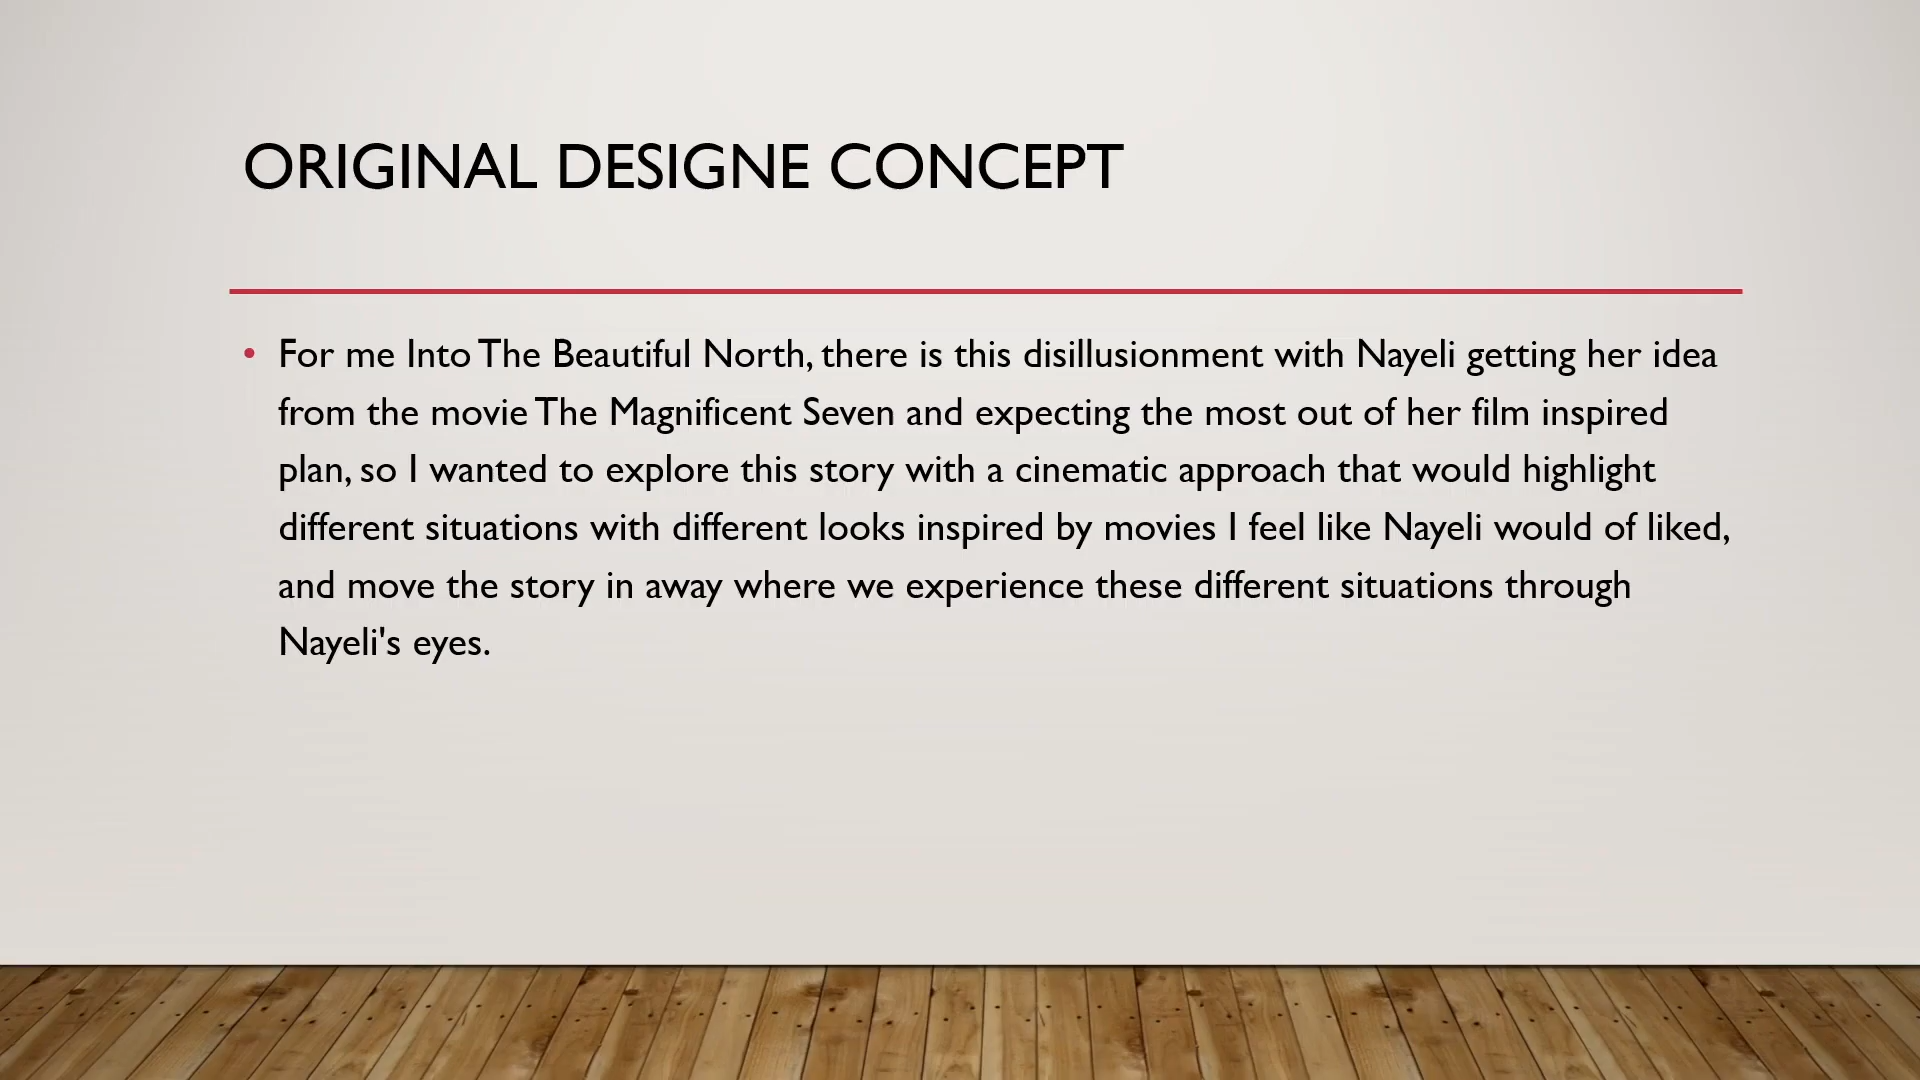 ORIGINAL DESIGNE CONCEPT
• For me Into The Beautiful North, there is this disillusionment with Nayeli getting her idea
from the movie The Magnificent Seven and expecting the most out of her film inspired
plan, so I wanted to explore this story with a cinematic approach that would highlight
different situations with different looks inspired by movies I feel like Nayeli would of liked,
and move the story in away where we experience these different situations through
Nayeli's eyes.